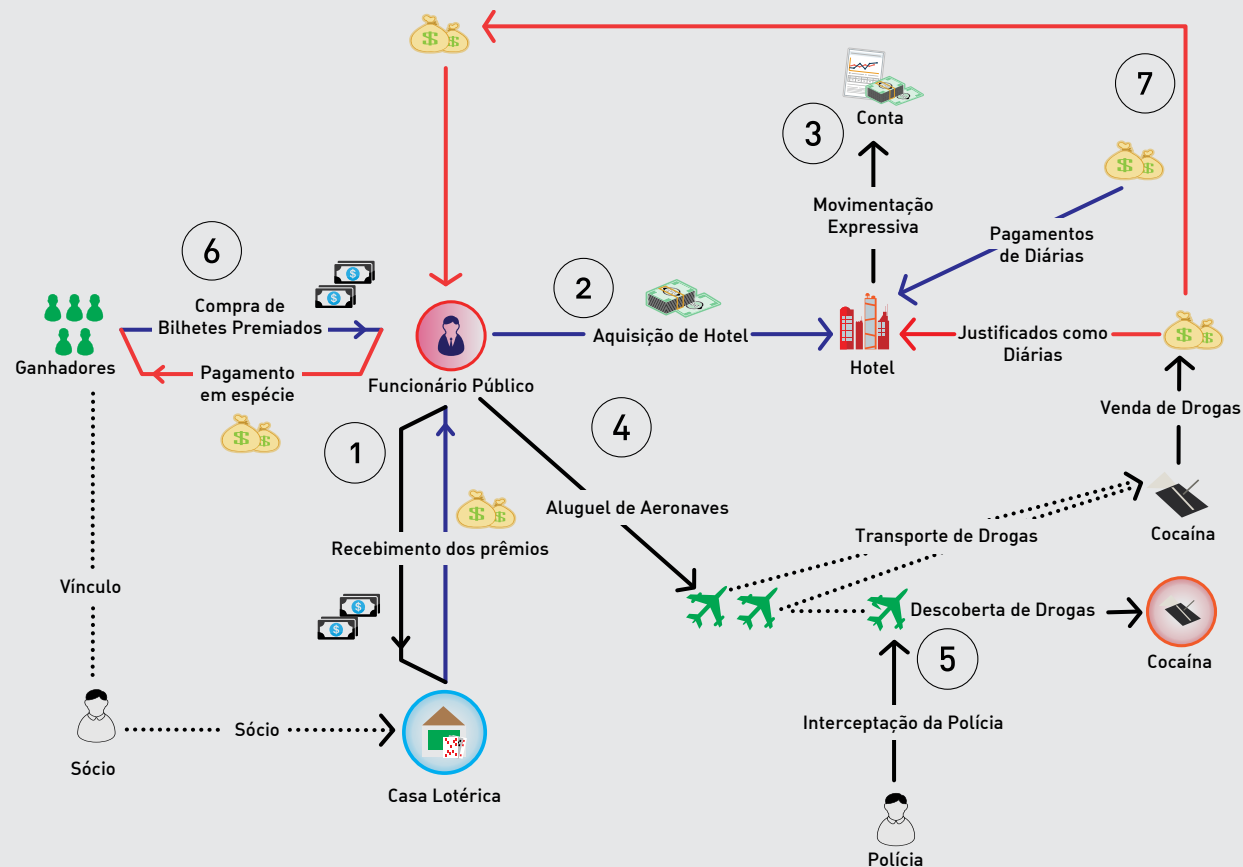 7
3
Conta
Movimentação
Expressiva
Pagamentos
de Diárias
6
Compra de
Bilhetes Premiados
2
Aquisição de Hotel
Justificados como
Diárias
Ganhadores
Pagamento
em espécie
Funcionário Público
Hotel
Venda de Drogas
1
4
Aluguel de Aeronaves
Transporte de Drogas
Cocaína
Recebimento dos prêmios
Vínculo
Descoberta de Drogas
Cocaína
5
Interceptação da Polícia
Sócio
Sócio
Casa Lotérica
Polícia